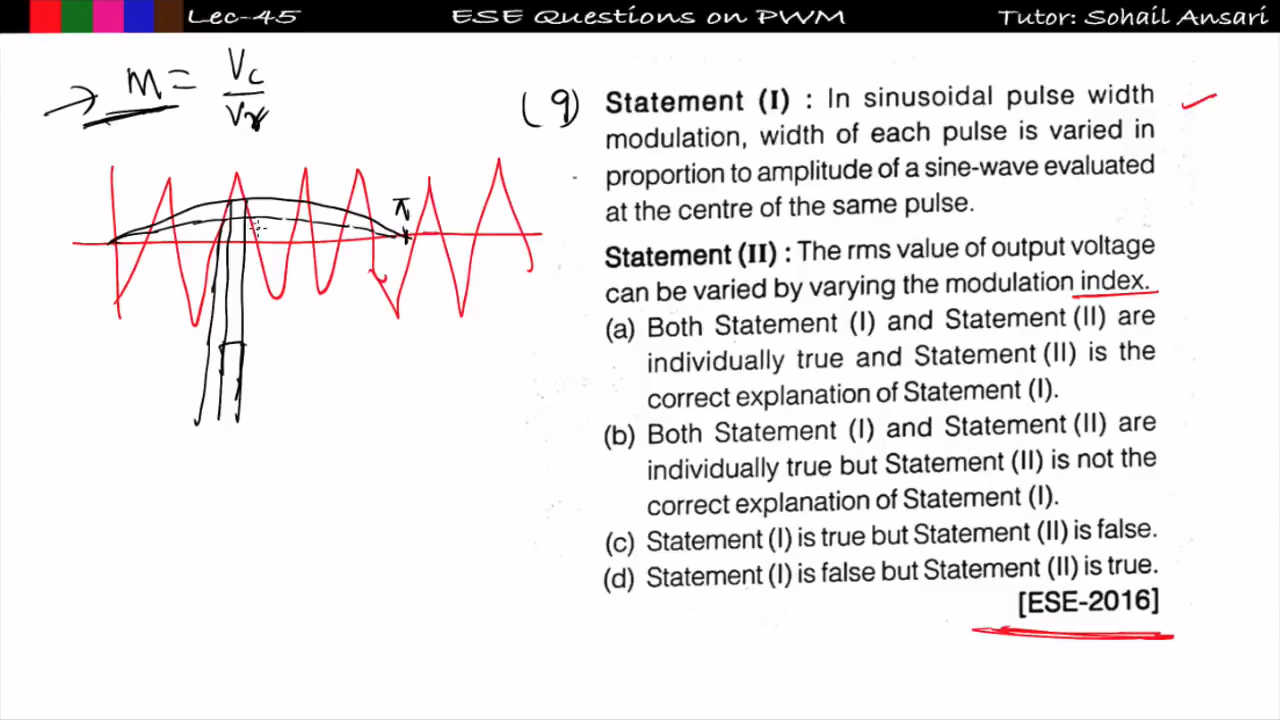 Lec-45 ESE Questions on PWM Tutor: Sohail Ansari
M = Vc / Vr
π
(9) Statement (I) : In sinusoidal pulse width
modulation, width of each pulse is varied in
proportion to amplitude of a sine-wave evaluated
at the centre of the same pulse.
Statement (II) : The rms value of output voltage
can be varied by varying the modulation index.
(a) Both Statement (I) and Statement (II) are
individually true and Statement (II) is the
correct explanation of Statement (I).
(b) Both Statement (I) and Statement (II) are
individually true but Statement (II) is not the
correct explanation of Statement (I).
(c) Statement (I) is true but Statement (II) is false.
(d) Statement (I) is false but Statement (II) is true.
[ESE-2016]